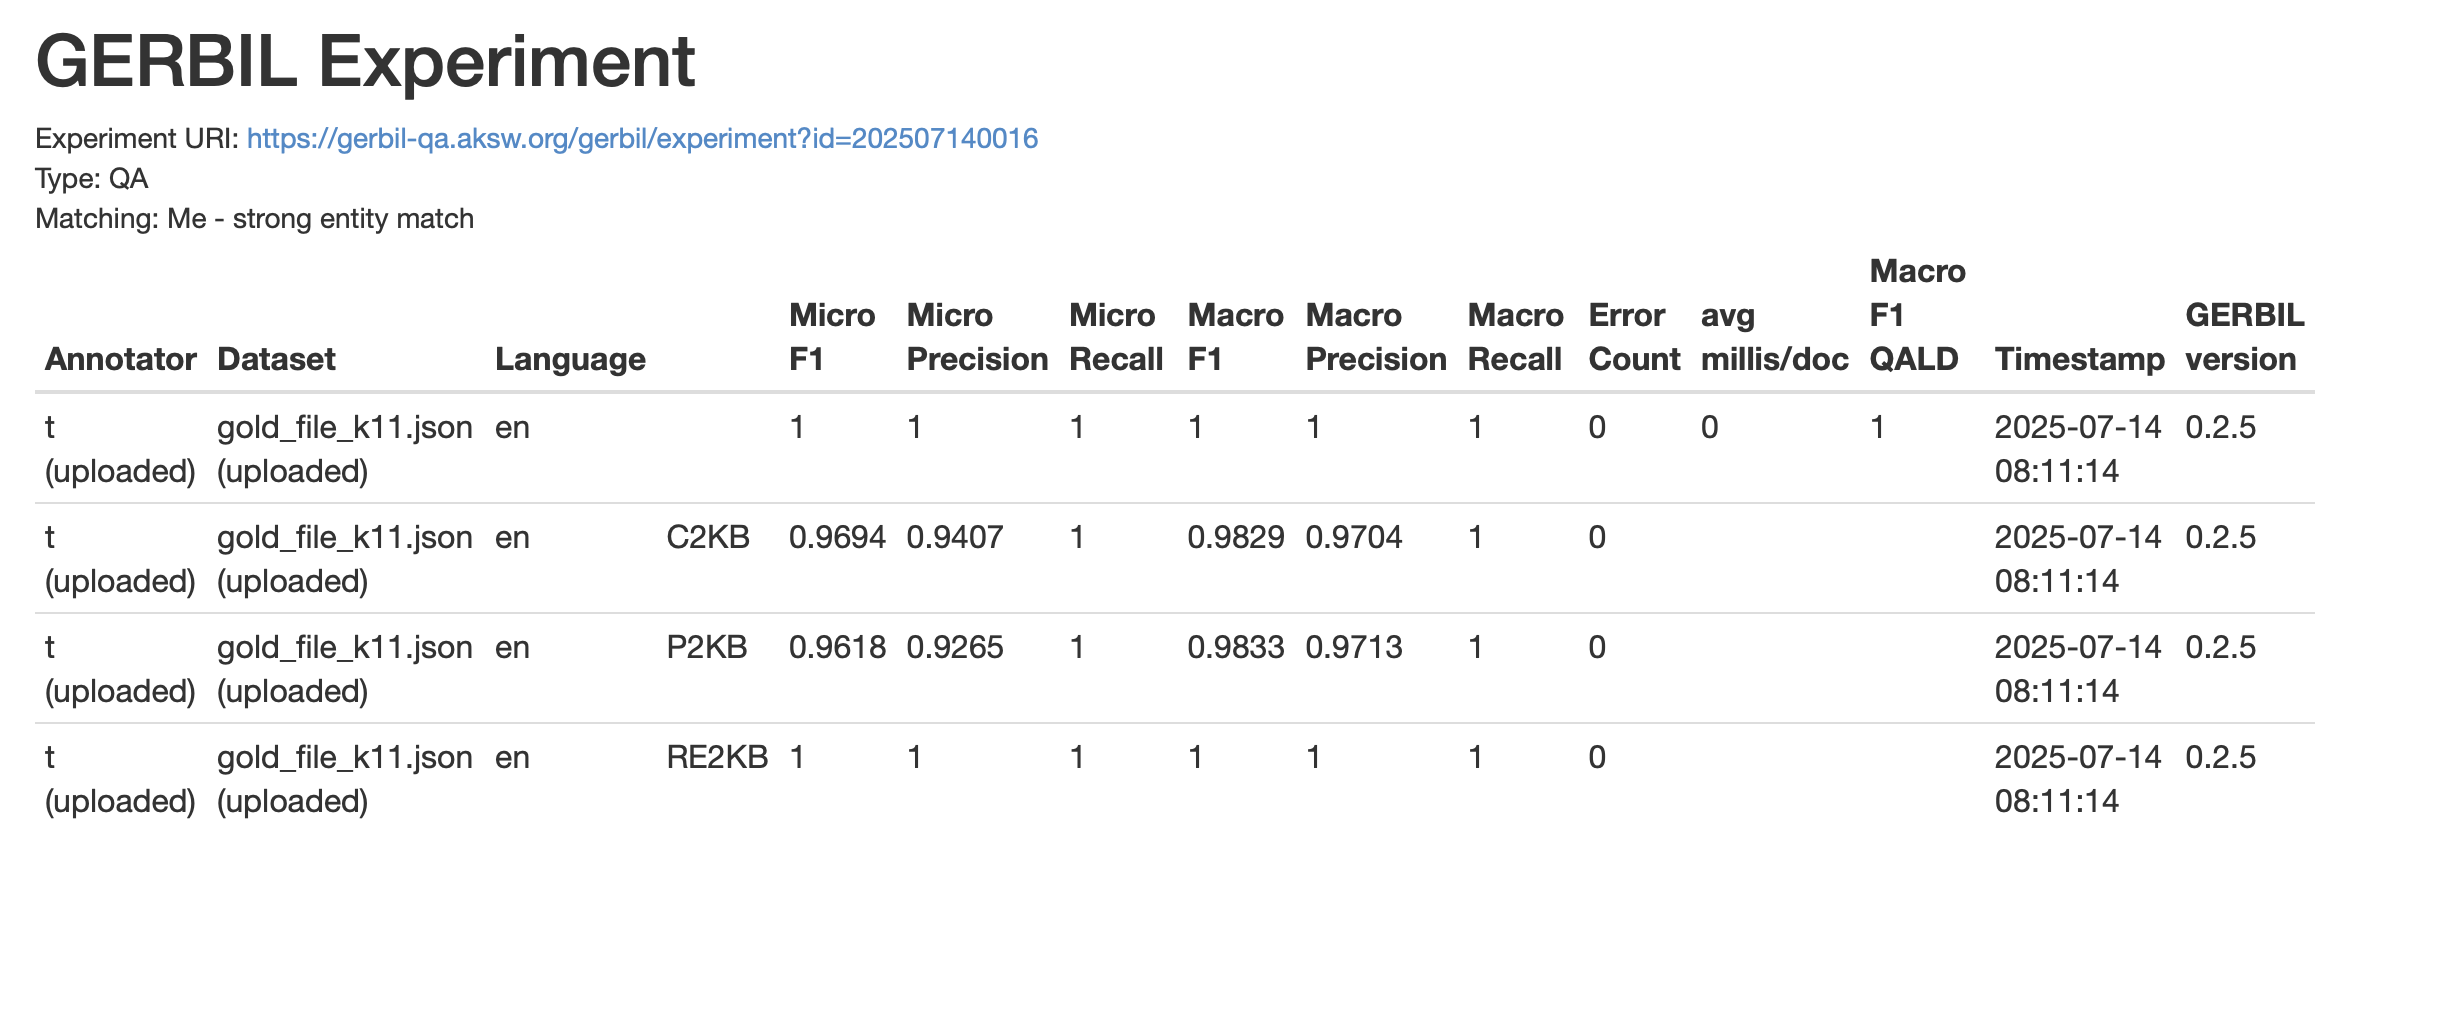 GERBIL Experiment
Experiment URI: https://gerbil-qa.aksw.org/gerbil/experiment?id=202507140016
Type: QA
Matching: Me - strong entity match
Annotator Dataset Language Micro F1 Micro Precision Micro Recall Macro F1 Macro Precision Macro Recall Error Count avg millis/doc Macro F1 QALD Timestamp GERBIL version
t (uploaded) gold_file_k11.json (uploaded) en 1 1 1 1 1 1 0 0 1 2025-07-14 08:11:14 0.2.5
t (uploaded) gold_file_k11.json (uploaded) en C2KB 0.9694 0.9407 1 0.9829 0.9704 1 0 2025-07-14 08:11:14 0.2.5
t (uploaded) gold_file_k11.json (uploaded) en P2KB 0.9618 0.9265 1 0.9833 0.9713 1 0 2025-07-14 08:11:14 0.2.5
t (uploaded) gold_file_k11.json (uploaded) en RE2KB 1 1 1 1 1 1 0 2025-07-14 08:11:14 0.2.5